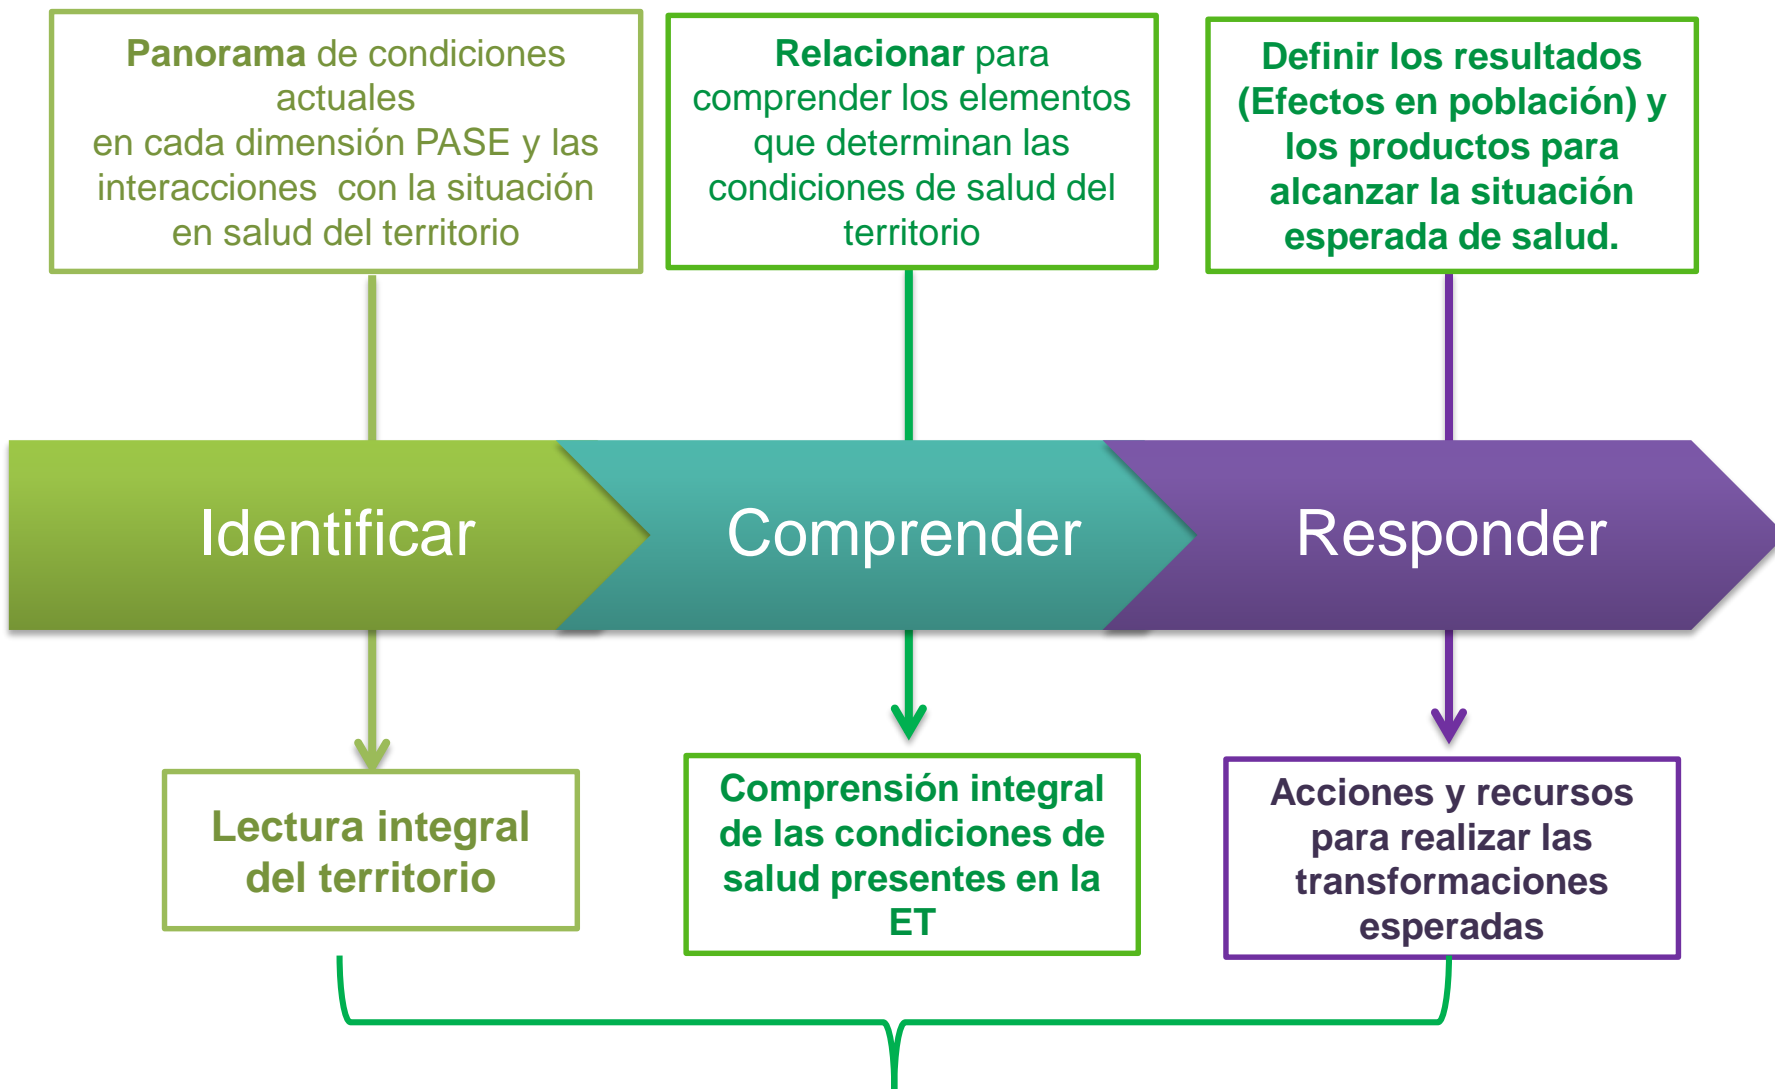 Panorama de condiciones
actuales
en cada dimensión PASE y las
interacciones con la situación
en salud del territorio
Relacionar para
comprender los elementos
que determinan las
condiciones de salud del
territorio
Definir los resultados
(Efectos en población) y
los productos para
alcanzar la situación
esperada de salud.
Identificar
Comprender
Responder
Lectura integral
del territorio
Comprensión integral
de las condiciones de
salud presentes en la
ET
Acciones y recursos
para realizar las
transformaciones
esperadas